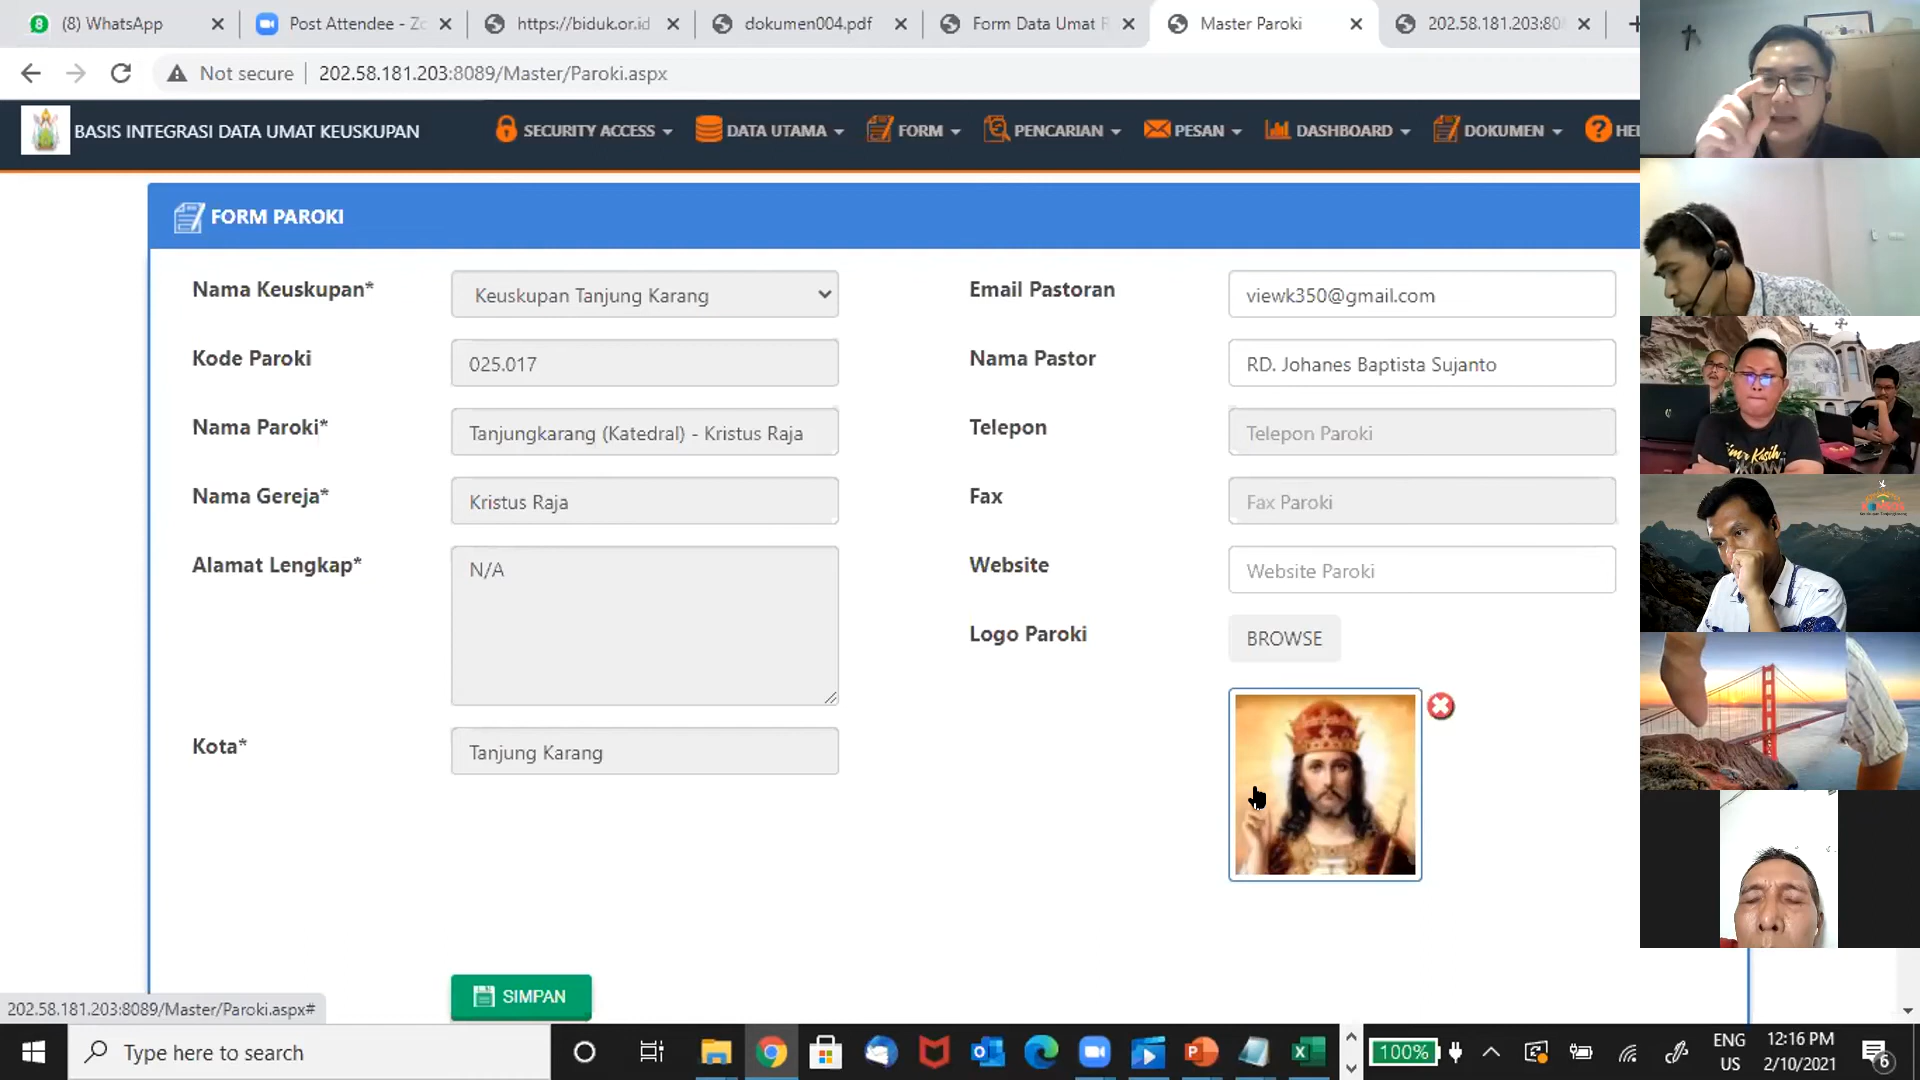 (8) WhatsApp
Post Attendee - Zo
https://biduk.or.id
dokumen004.pdf
Form Data Umat R
Master Paroki
202.58.181.203:80
Not secure
202.58.181.203:8089/Master/Paroki.aspx
BASIS INTEGRASI DATA UMAT KEUSKUPAN
SECURITY ACCESS
DATA UTAMA
FORM
PENCARIAN
PESAN
DASHBOARD
DOKUMEN
HEL
FORM PAROKI
Nama Keuskupan*
Keuskupan Tanjung Karang
Email Pastoran
viewk350@gmail.com
Kode Paroki
025.017
Nama Pastor
RD. Johanes Baptista Sujanto
Nama Paroki*
Tanjungkarang (Katedral) - Kristus Raja
Telepon
Telepon Paroki
Nama Gereja*
Kristus Raja
Fax
Fax Paroki
Alamat Lengkap*
N/A
Website
Website Paroki
Logo Paroki
BROWSE
Kota*
Tanjung Karang
SIMPAN
202.58.181.203:8089/Master/Paroki.aspx#
Type here to search
100%
ENG
US
12:16 PM
2/10/2021
6